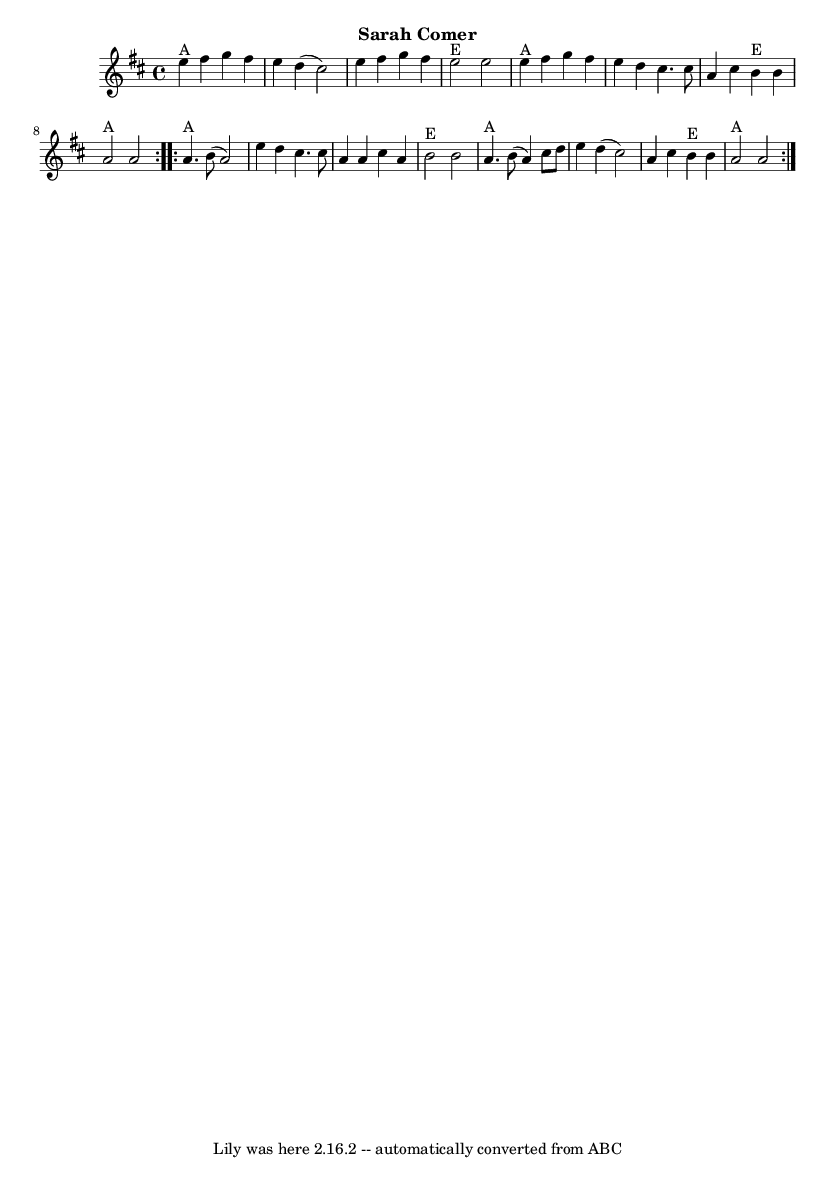 Sarah Comer
A E A E
8 A A E A E A
Lily was here 2.16.2 -- automatically converted from ABC